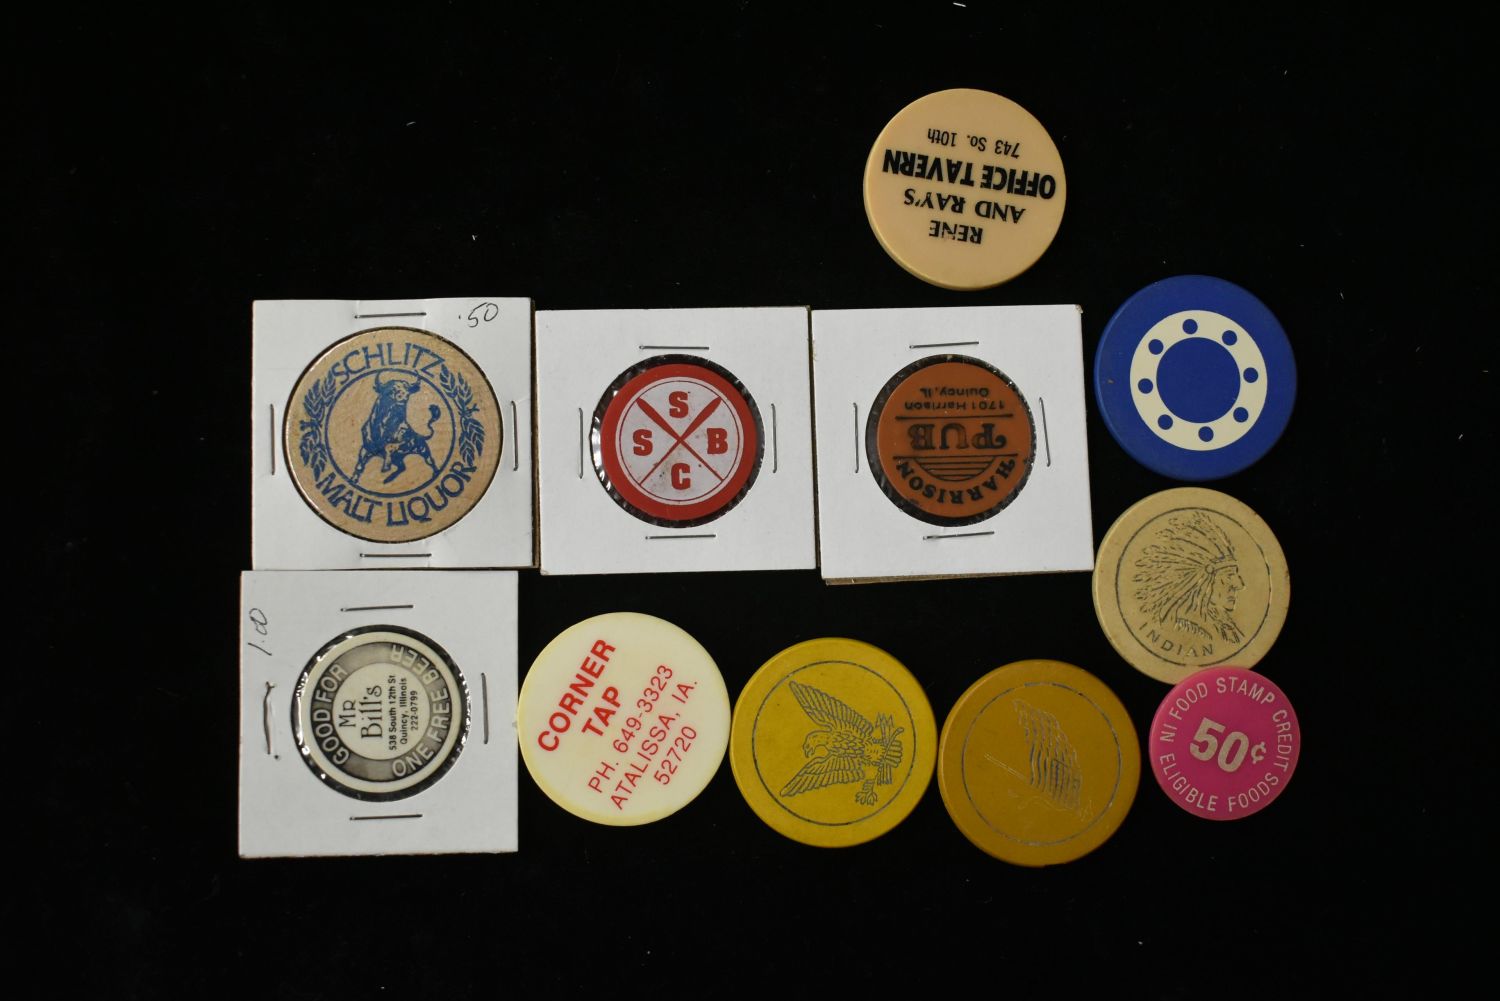 RENE
AND RAY'S
OFFICE TAVERN
743 So. 10th
.50
SCHLITZ
MALT LIQUOR
S
S B
C
HARRISON
PUB
1701 Harrison
Quincy, IL
INDIAN
1.00
GOOD FOR
ONE FREE BEER
MR
Bill's
538 South 12th St
Quincy, Illinois
222-0799
CORNER
TAP
PH. 649-3323
ATALISSA, IA.
52720
IN FOOD STAMP CREDIT
50¢
ELIGIBLE FOODS